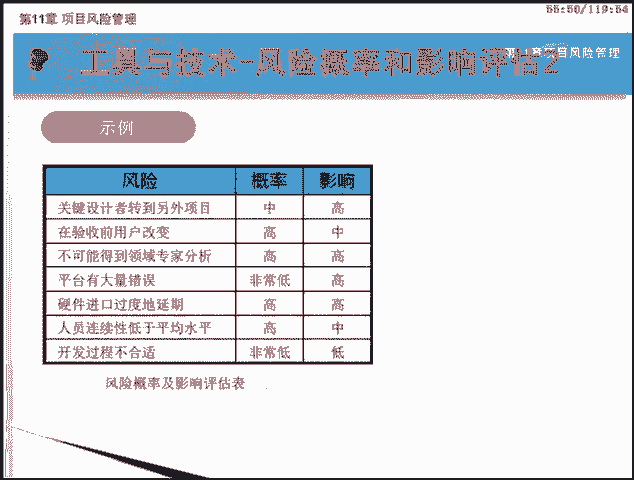 第11章 项目风险管理
55:50/119:54
工具与技术-风险概率和影响评估2
第11章项目风险管理
示例
风险 概率 影响
关键设计者转到另外项目 中 高
在验收前用户改变 高 中
不可能得到领域专家分析 高 高
平台有大量错误 非常低 高
硬件进口过度地延期 高 高
人员连续性低于平均水平 高 中
开发过程不合适 非常低 低
风险概率及影响评估表